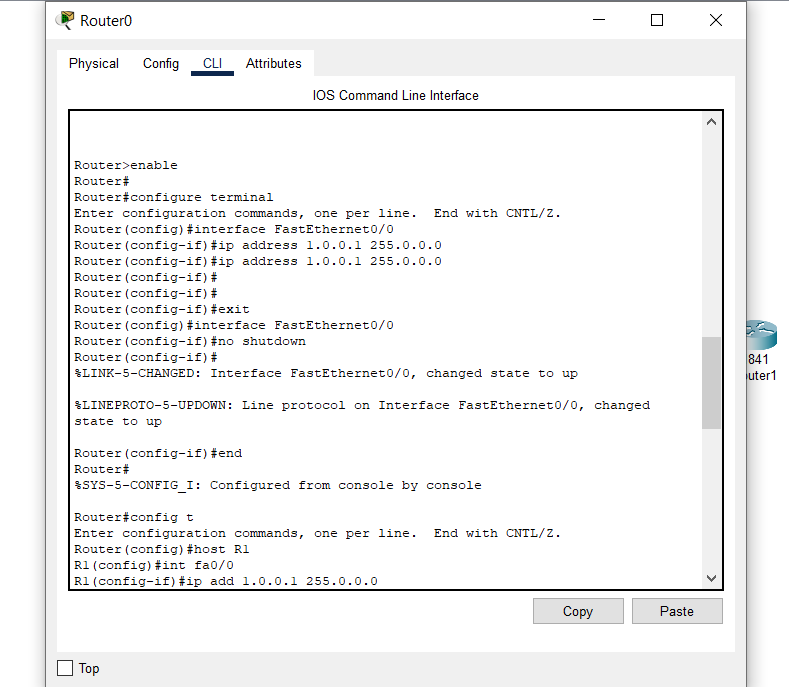 Router0
Physical Config CLI Attributes
IOS Command Line Interface
Router>enable
Router#
Router#configure terminal
Enter configuration commands, one per line.  End with CNTL/Z.
Router(config)#interface FastEthernet0/0
Router(config-if)#ip address 1.0.0.1 255.0.0.0
Router(config-if)#ip address 1.0.0.1 255.0.0.0
Router(config-if)#
Router(config-if)#
Router(config-if)#exit
Router(config)#interface FastEthernet0/0
Router(config-if)#no shutdown
Router(config-if)#
%LINK-5-CHANGED: Interface FastEthernet0/0, changed state to up
%LINEPROTO-5-UPDOWN: Line protocol on Interface FastEthernet0/0, changed
state to up
Router(config-if)#end
Router#
%SYS-5-CONFIG_I: Configured from console by console
Router#config t
Enter configuration commands, one per line.  End with CNTL/Z.
Router(config)#host R1
R1(config)#int fa0/0
R1(config-if)#ip add 1.0.0.1 255.0.0.0
Copy Paste
Top
841
outer1